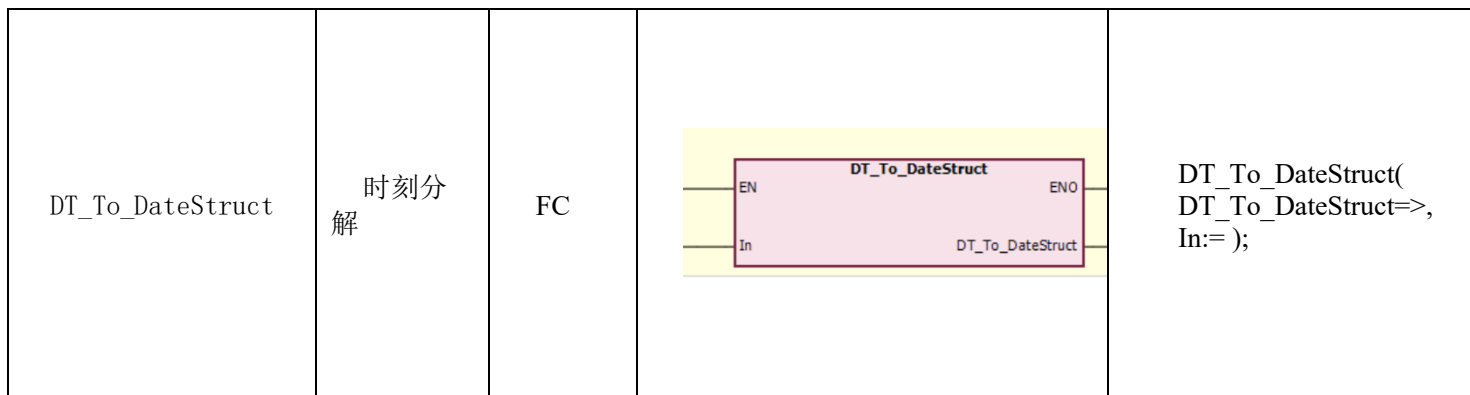 DT_To_DateStruct
时刻分
解
FC
DT_To_DateStruct
EN
ENO
In
DT_To_DateStruct
DT_To_DateStruct(
DT_To_DateStruct=>,
In:= );